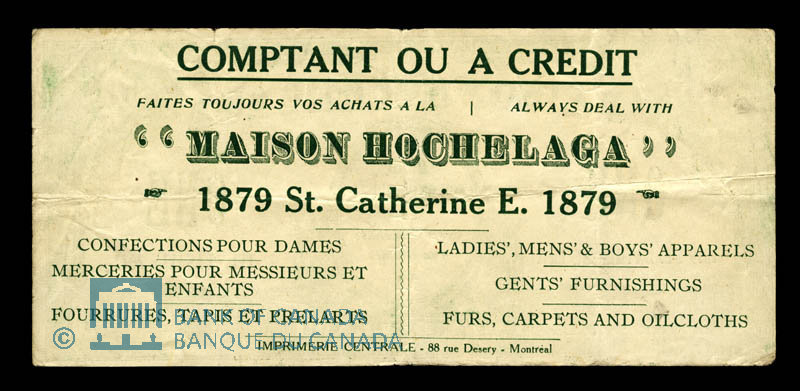 COMPTANT OU A CREDIT
FAITES TOUJOURS VOS ACHATS A LA | ALWAYS DEAL WITH
““MAISON HOCHELAGA””
1879 St. Catherine E. 1879
CONFECTIONS POUR DAMES
MERCERIES POUR MESSIEURS ET
ENFANTS
FOURRURES, TAPIS ET PRELARTS
LADIES', MENS' & BOYS' APPARELS
GENTS' FURNISHINGS
FURS, CARPETS AND OILCLOTHS
© BANK OF CANADA
BANQUE DU CANADA
IMPRIMERIE CENTRALE - 88 rue Desery - Montréal